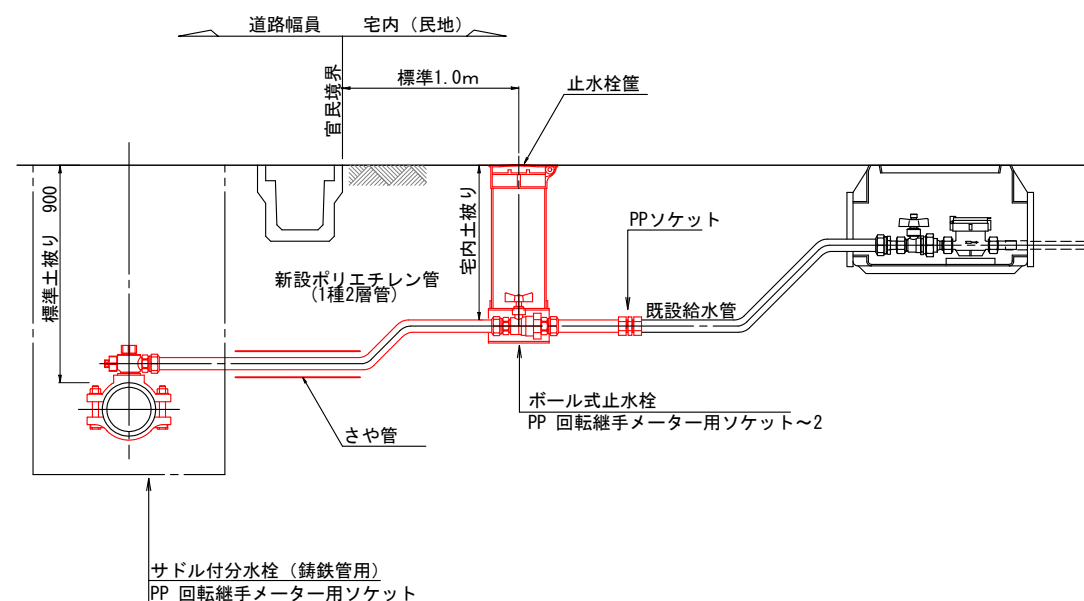 道路幅員
宅内（民地）
官民境界
標準1.0m
止水栓筐
標準土被り 900
宅内土被り
PPソケット
新設ポリエチレン管
(1種2層管)
既設給水管
ボール式止水栓
PP 回転継手メーター用ソケット～2
さや管
サドル付分水栓（鋳鉄管用）
PP 回転継手メーター用ソケット